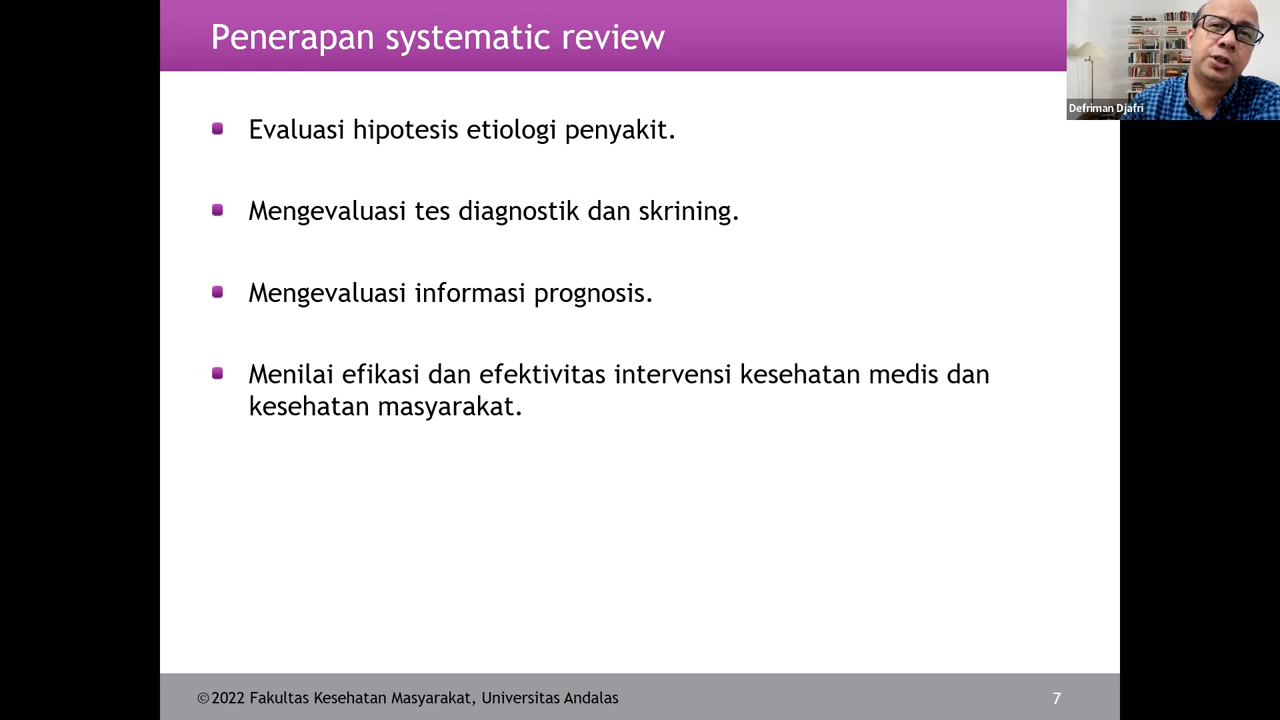 Penerapan systematic review
Defriman Djafri
Evaluasi hipotesis etiologi penyakit.
Mengevaluasi tes diagnostik dan skrining.
Mengevaluasi informasi prognosis.
Menilai efikasi dan efektivitas intervensi kesehatan medis dan
kesehatan masyarakat.
©2022 Fakultas Kesehatan Masyarakat, Universitas Andalas
7